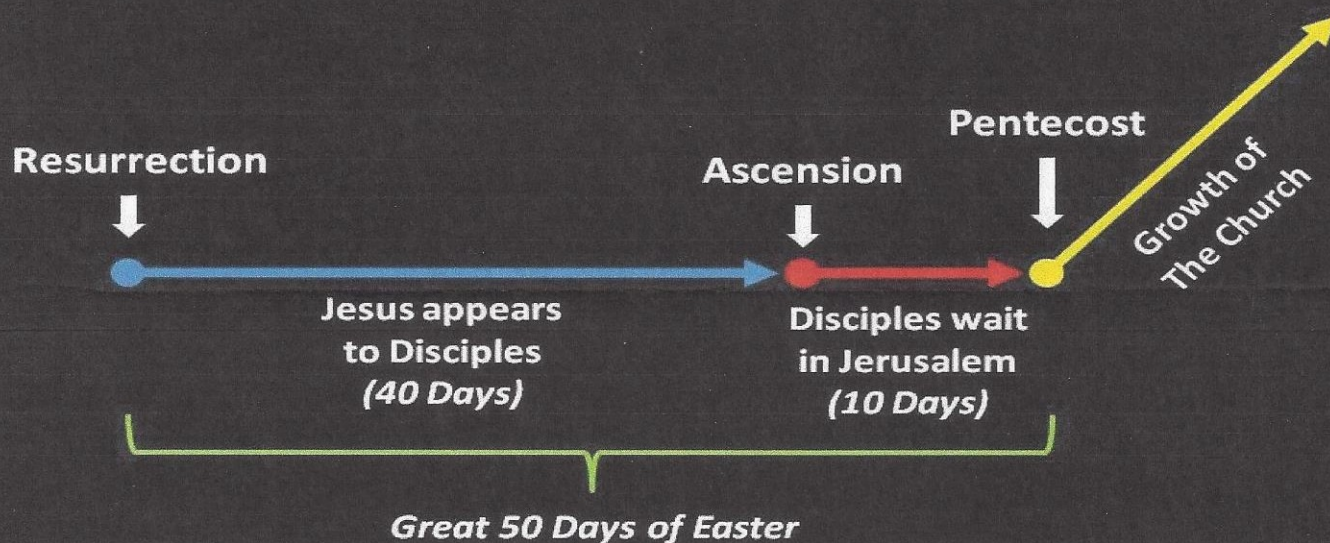 Resurrection
Ascension
Pentecost
Growth of
The Church
Jesus appears
to Disciples
(40 Days)
Disciples wait
in Jerusalem
(10 Days)
Great 50 Days of Easter